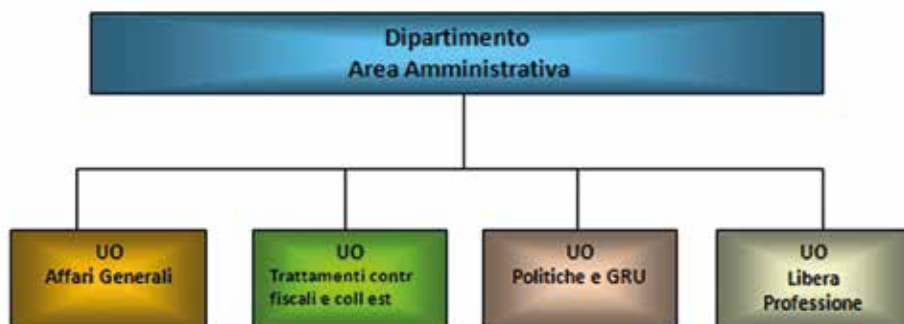 Dipartimento
Area Amministrativa
UO
Affari Generali
UO
Trattamenti contr
fiscali e coll est
UO
Politiche e GRU
UO
Libera
Professione